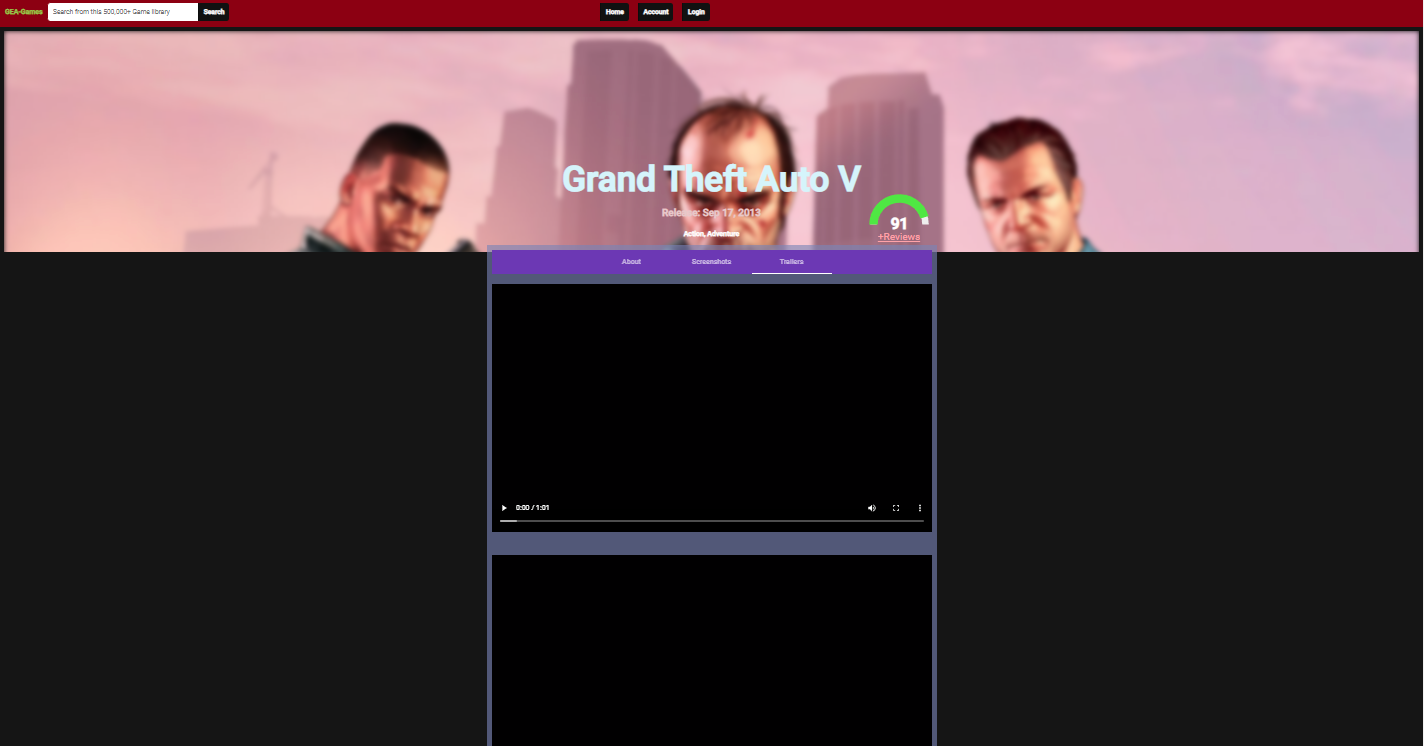 GEA-Games
Search from this 500,000+ Game library
Search
Home
Account
Login
Grand Theft Auto V
Release: Sep 17, 2013
Action, Adventure
91
+Reviews
About
Screenshots
Trailers
0:00 / 1:01